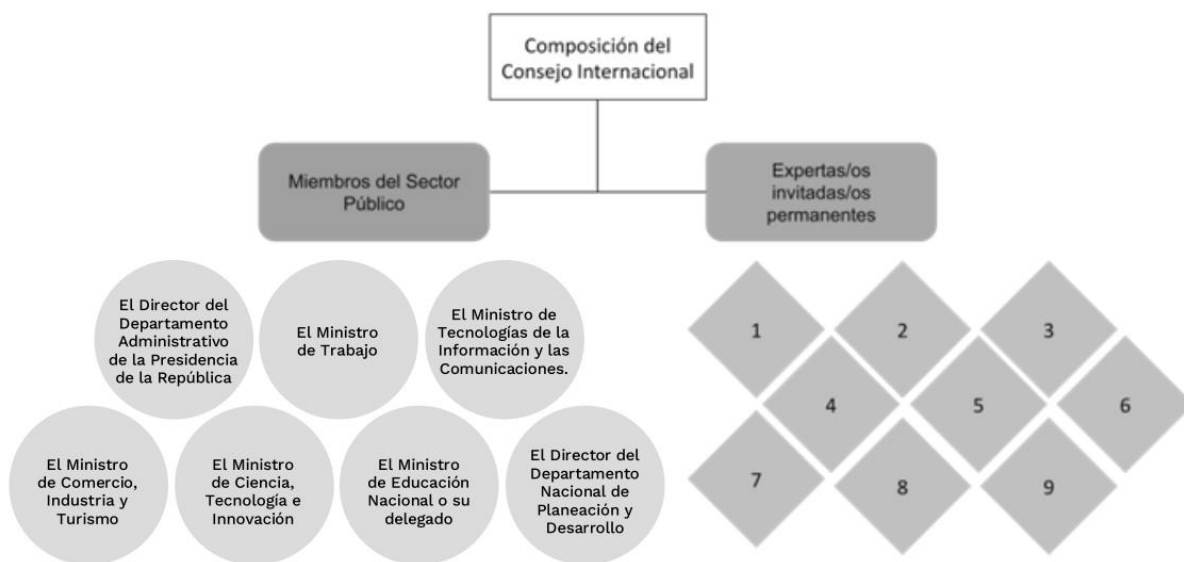 Composición del
Consejo Internacional
Miembros del Sector
Público
Expertas/os
invitadas/os
permanentes
El Director del
Departamento
Administrativo
de la Presidencia
de la República
El Ministro
de Trabajo
El Ministro de
Tecnologías de la
Información y las
Comunicaciones.
El Ministro
de Comercio,
Industria y
Turismo
El Ministro
de Ciencia,
Tecnología e
Innovación
El Ministro
de Educación
Nacional o su
delegado
El Director del
Departamento
Nacional de
Planeación y
Desarrollo
1
2
3
4
5
6
7
8
9